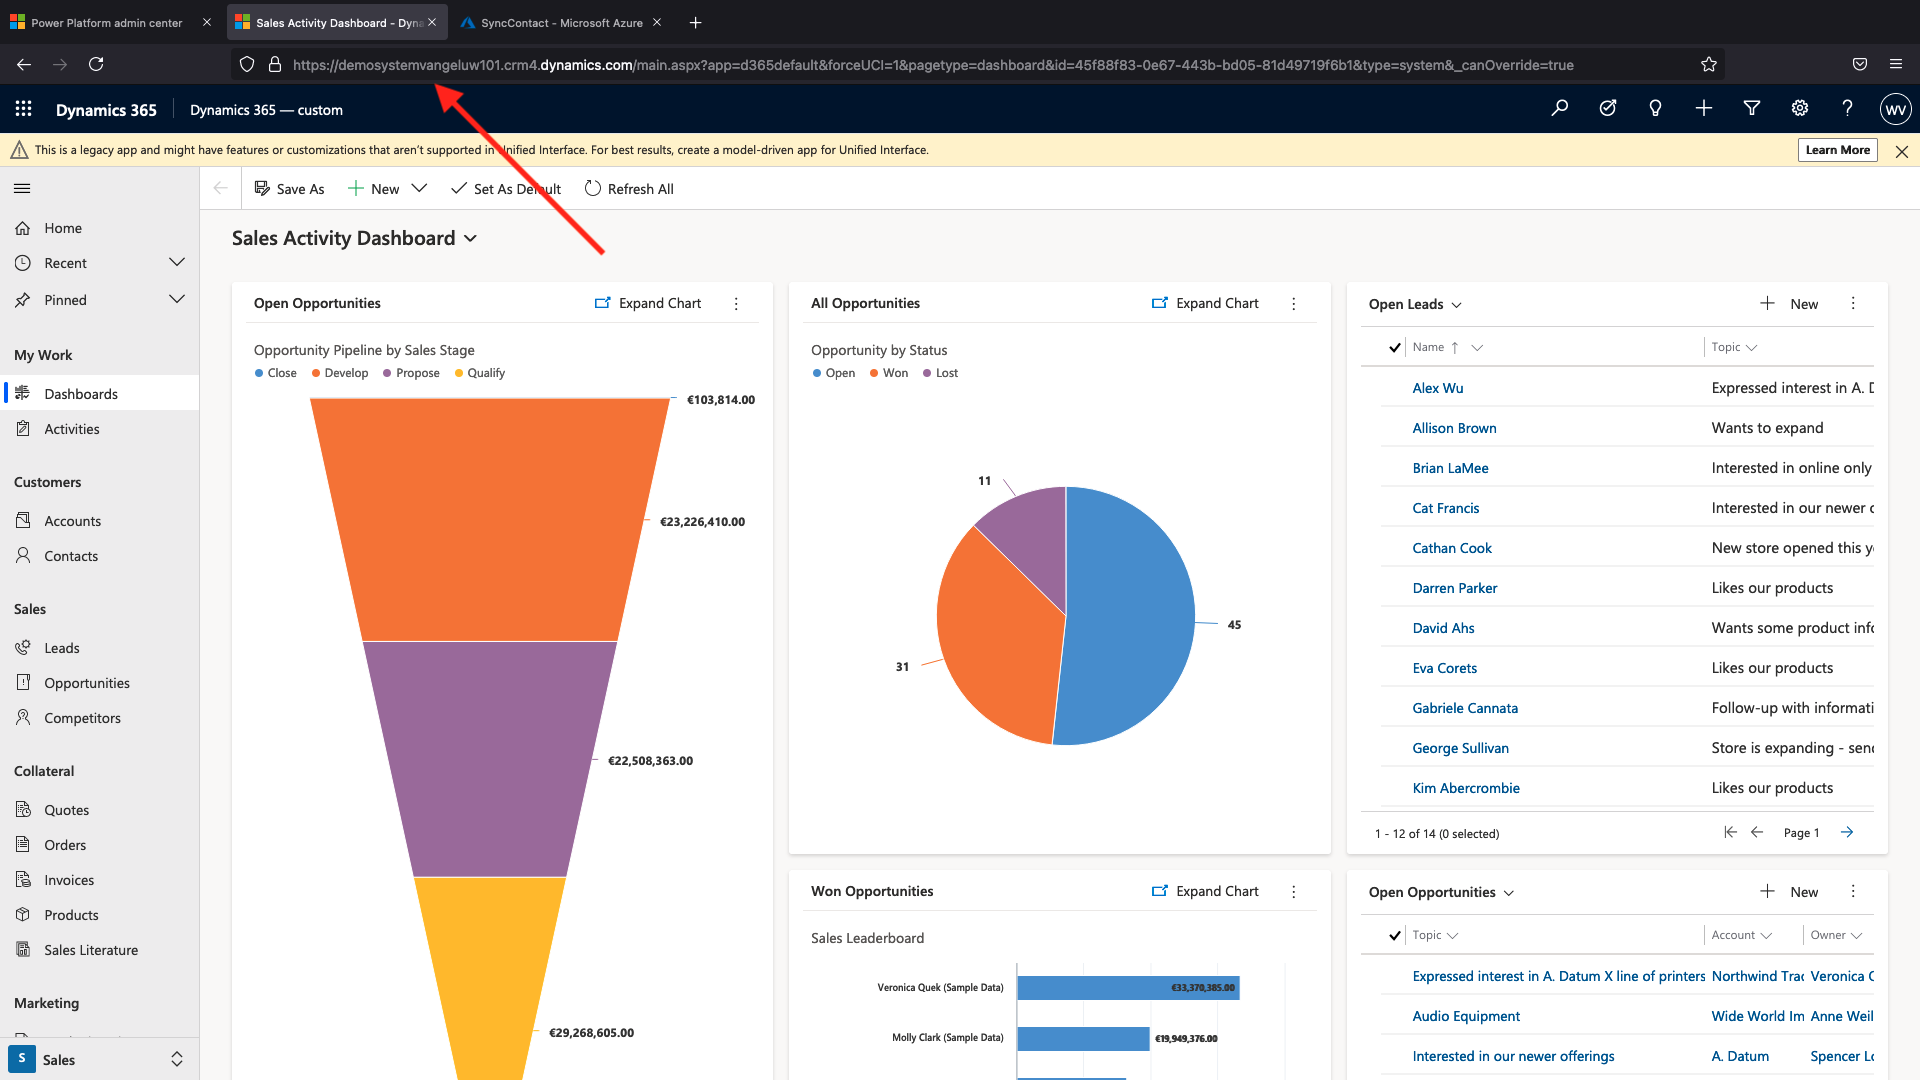 Power Platform admin center
Sales Activity Dashboard - Dyna
SyncContact - Microsoft Azure
https://demosystemvangeluw101.crm4.dynamics.com/main.aspx?app=d365default&forceUCI=1&pagetype=dashboard&id=45f88f83-0e67-443b-bd05-81d49719f6b1&type=system&_canOverride=true
Dynamics 365
Dynamics 365 — custom
WV
This is a legacy app and might have features or customizations that aren't supported in Unified Interface. For best results, create a model-driven app for Unified Interface.
Learn More
Save As
New
Set As Default
Refresh All
Home
Recent
Pinned
My Work
Dashboards
Activities
Customers
Accounts
Contacts
Sales
Leads
Opportunities
Competitors
Collateral
Quotes
Orders
Invoices
Products
Sales Literature
Marketing
S
Sales
Sales Activity Dashboard
Open Opportunities
Expand Chart
Opportunity Pipeline by Sales Stage
Close Develop Propose Qualify
€103,814.00
€23,226,410.00
€22,508,363.00
€29,268,605.00
All Opportunities
Expand Chart
Opportunity by Status
Open Won Lost
11
45
31
Won Opportunities
Expand Chart
Sales Leaderboard
Veronica Quek (Sample Data)
€33,370,385.00
Molly Clark (Sample Data)
€19,949,376.00
Open Leads
New
Name Topic
Alex Wu Expressed interest in A. D
Allison Brown Wants to expand
Brian LaMee Interested in online only
Cat Francis Interested in our newer o
Cathan Cook New store opened this y
Darren Parker Likes our products
David Ahs Wants some product info
Eva Corets Likes our products
Gabriele Cannata Follow-up with informati
George Sullivan Store is expanding - send
Kim Abercrombie Likes our products
1 - 12 of 14 (0 selected)
Page 1
Open Opportunities
New
Topic Account Owner
Expressed interest in A. Datum X line of printers Northwind Trac Veronica Q
Audio Equipment Wide World Im Anne Weil
Interested in our newer offerings A. Datum Spencer Lo